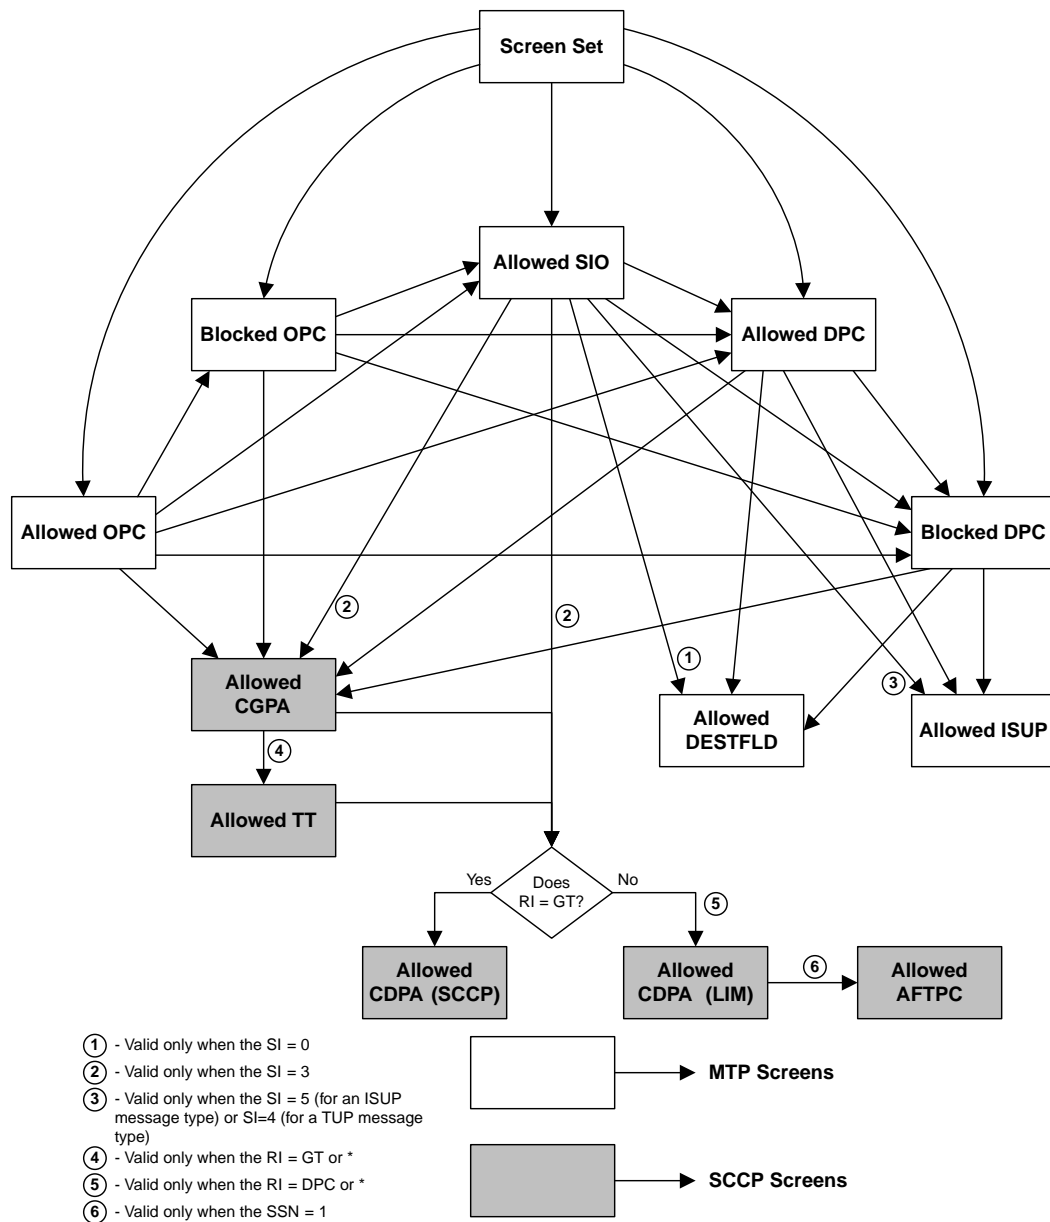 Screen Set
Allowed SIO
Blocked OPC
Allowed DPC
Allowed OPC
Blocked DPC
2
2
1
3
Allowed
CGPA
Allowed
DESTFLD
Allowed ISUP
4
Allowed TT
Yes
Does
RI = GT?
No
5
Allowed
CDPA (SCCP)
Allowed
CDPA (LIM)
6
Allowed
AFTPC
1 - Valid only when the SI = 0
2 - Valid only when the SI = 3
3 - Valid only when the SI = 5 (for an ISUP
message type) or SI=4 (for a TUP message
type)
4 - Valid only when the RI = GT or *
5 - Valid only when the RI = DPC or *
6 - Valid only when the SSN = 1
MTP Screens
SCCP Screens